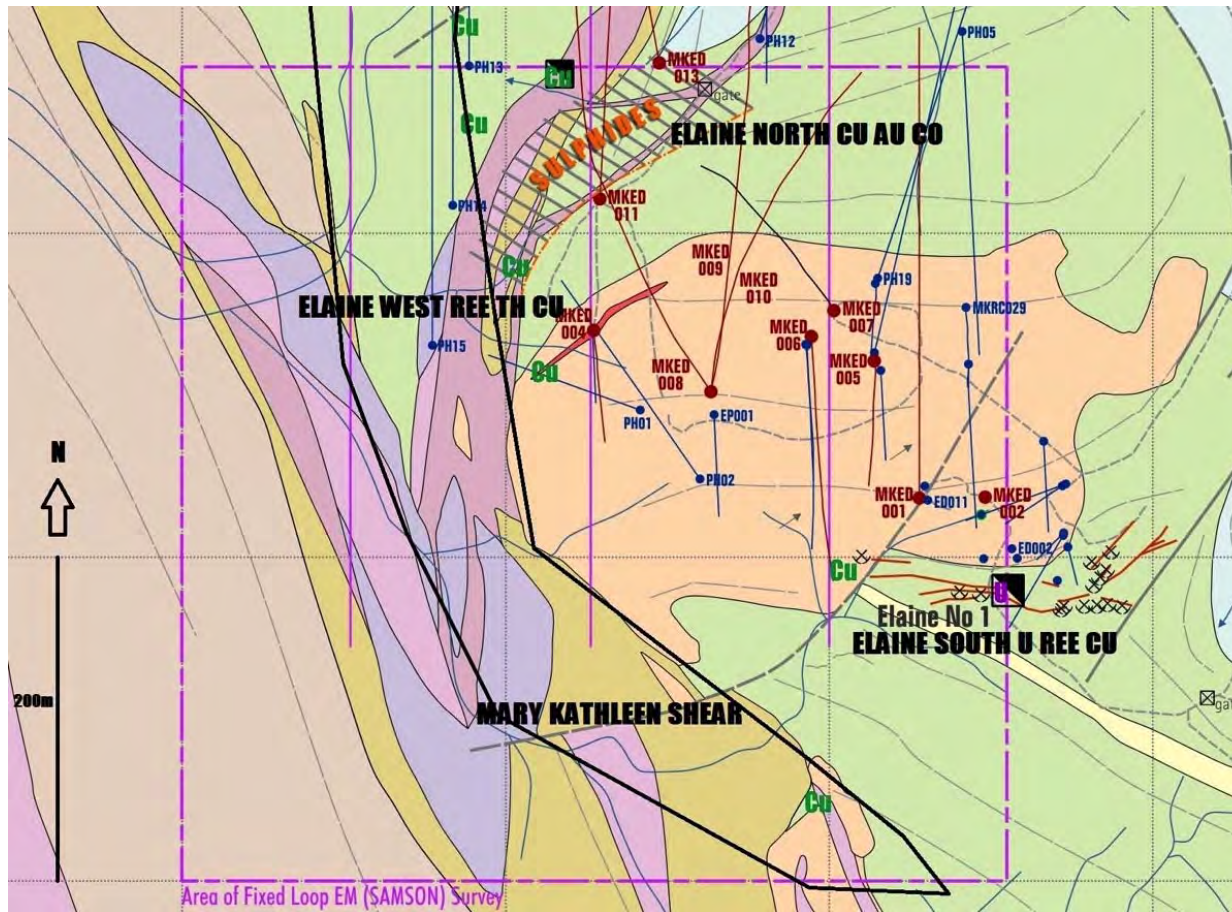 Cu
PH12
PH05
MKED
013
PH13
Cu
gate
Cu
SULPHIDES
ELAINE NORTH CU AU CO
MKED
011
PH14
Cu
MKED
009
MKED
010
PH19
ELAINE WEST REE TH CU
MKED
004
MKED
007
MKRC029
MKED
006
PH15
MKED
005
Cu
MKED
008
PH01
EP001
N
PH02
MKED
001
ED011
MKED
002
ED002
Cu
U
Elaine No 1
ELAINE SOUTH U REE CU
200m
MARY KATHLEEN SHEAR
Cu
Area of Fixed Loop EM (SAMSON) Survey